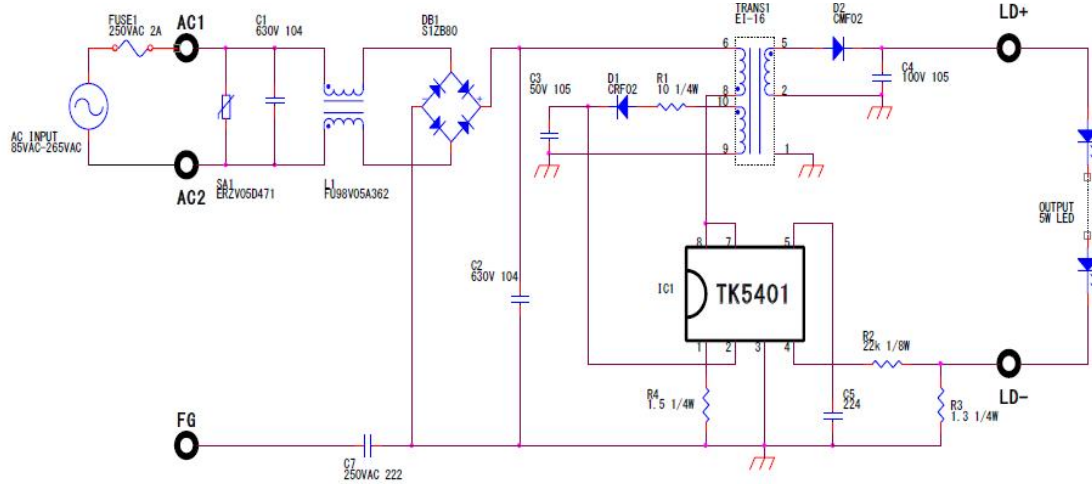 FUSE1
250VAC 2A
AC1
C1
630V 104
DB1
S1ZB80
TRANS1
EI-16
D2
CMF02
LD+
C3
50V 105
D1
CRF02
R1
10 1/4W
6
5
8
10
2
9
1
C4
100V 105
AC INPUT
85VAC-265VAC
AC2
SA1
ERZV05D471
L1
FU98V05A362
-
+
OUTPUT
5W LED
C2
630V 104
IC1
TK5401
8
7
5
1
2
3
4
R2
22k 1/8W
R4
1.5 1/4W
C5
224
R3
1.3 1/4W
LD-
FG
C7
250VAC 222